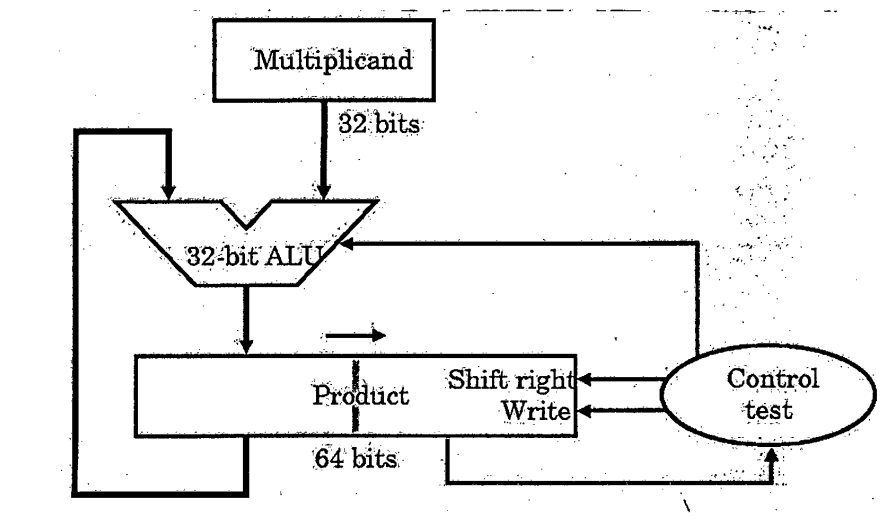 Multiplicand
32 bits
32-bit ALU
Product
Shift right
Write
64 bits
Control
test